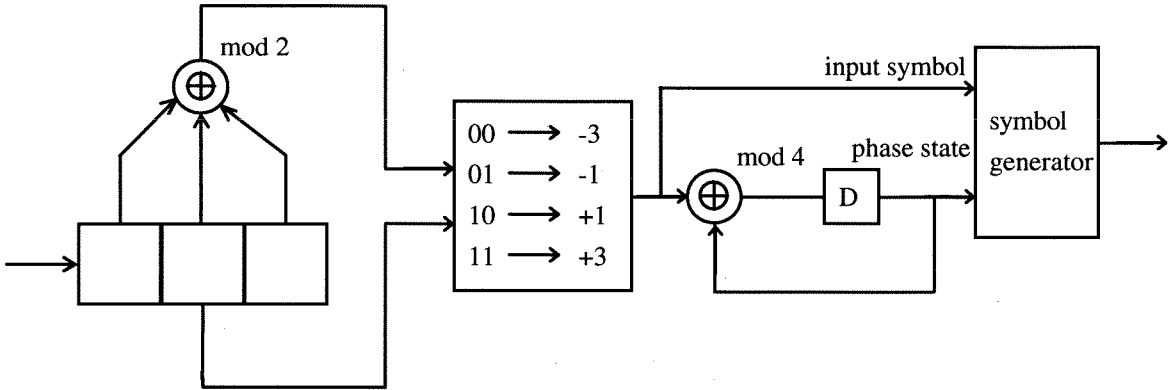 mod 2
input symbol
00 → -3
01 → -1
10 → +1
11 → +3
mod 4
phase state
D
symbol
generator